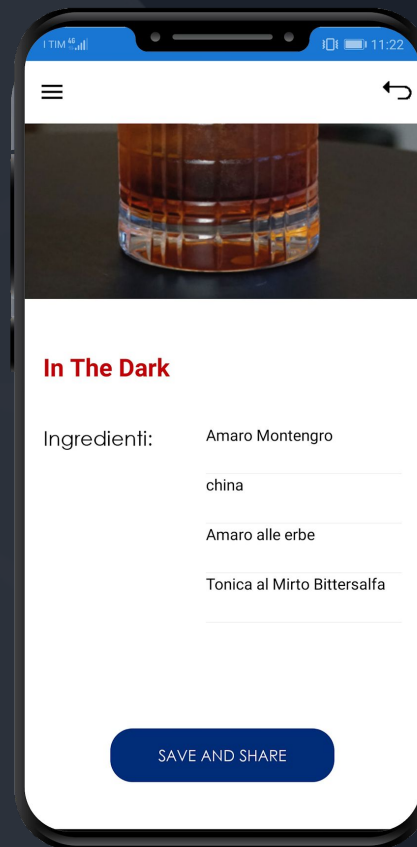 I TIM 4G 11:22
In The Dark
Ingredienti: Amaro Montengro
china
Amaro alle erbe
Tonica al Mirto Bittersalfa
SAVE AND SHARE